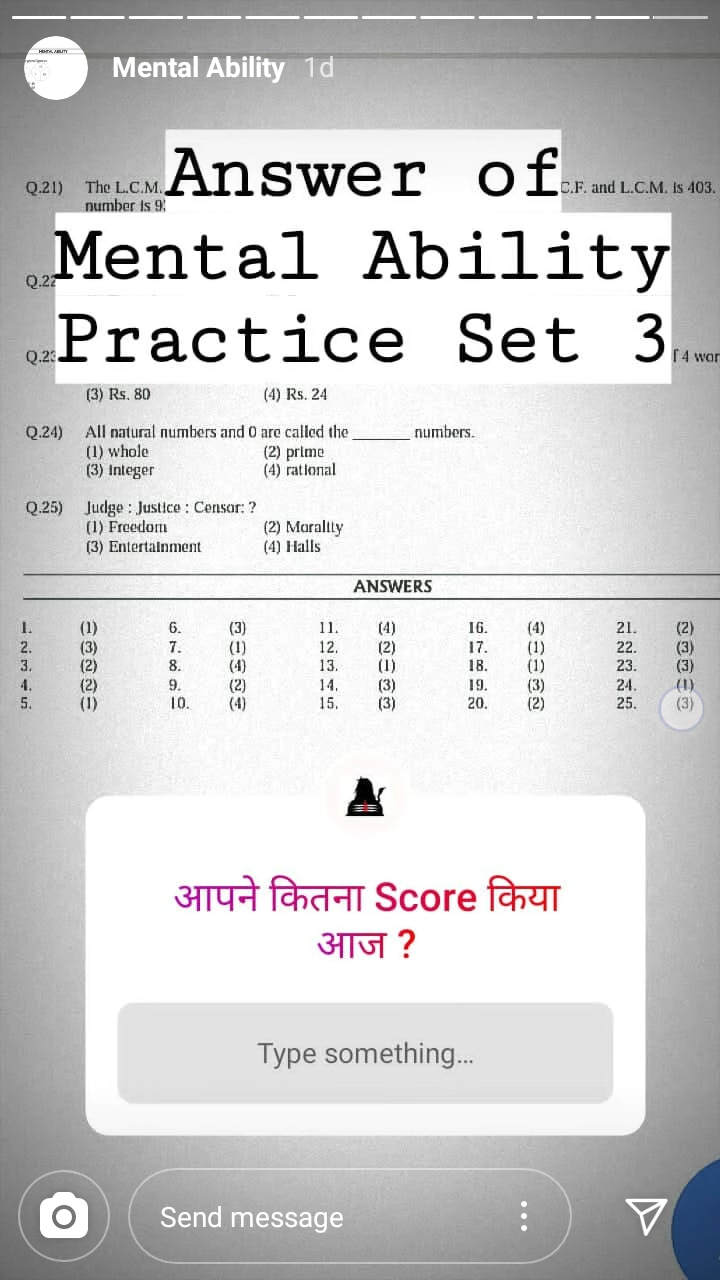 Mental Ability 1d
Answer of
Mental Ability
Practice Set 3
Q.21) The L.C.M. C.F. and L.C.M. is 403.
number is
Q.22
Q.23 f 4 wor
(3) Rs. 80 (4) Rs. 24
Q.24) All natural numbers and 0 are called the _______ numbers.
(1) whole (2) prime
(3) integer (4) rational
Q.25) Judge : Justice : Censor: ?
(1) Freedom (2) Morality
(3) Entertainment (4) Halls
ANSWERS
1. (1) 6. (3) 11. (4) 16. (4) 21. (2)
2. (3) 7. (1) 12. (2) 17. (1) 22. (3)
3. (2) 8. (4) 13. (1) 18. (1) 23. (3)
4. (2) 9. (2) 14. (3) 19. (3) 24. (1)
5. (1) 10. (4) 15. (3) 20. (2) 25. (3)
आपने कितना Score किया
आज ?
Type something...
Send message